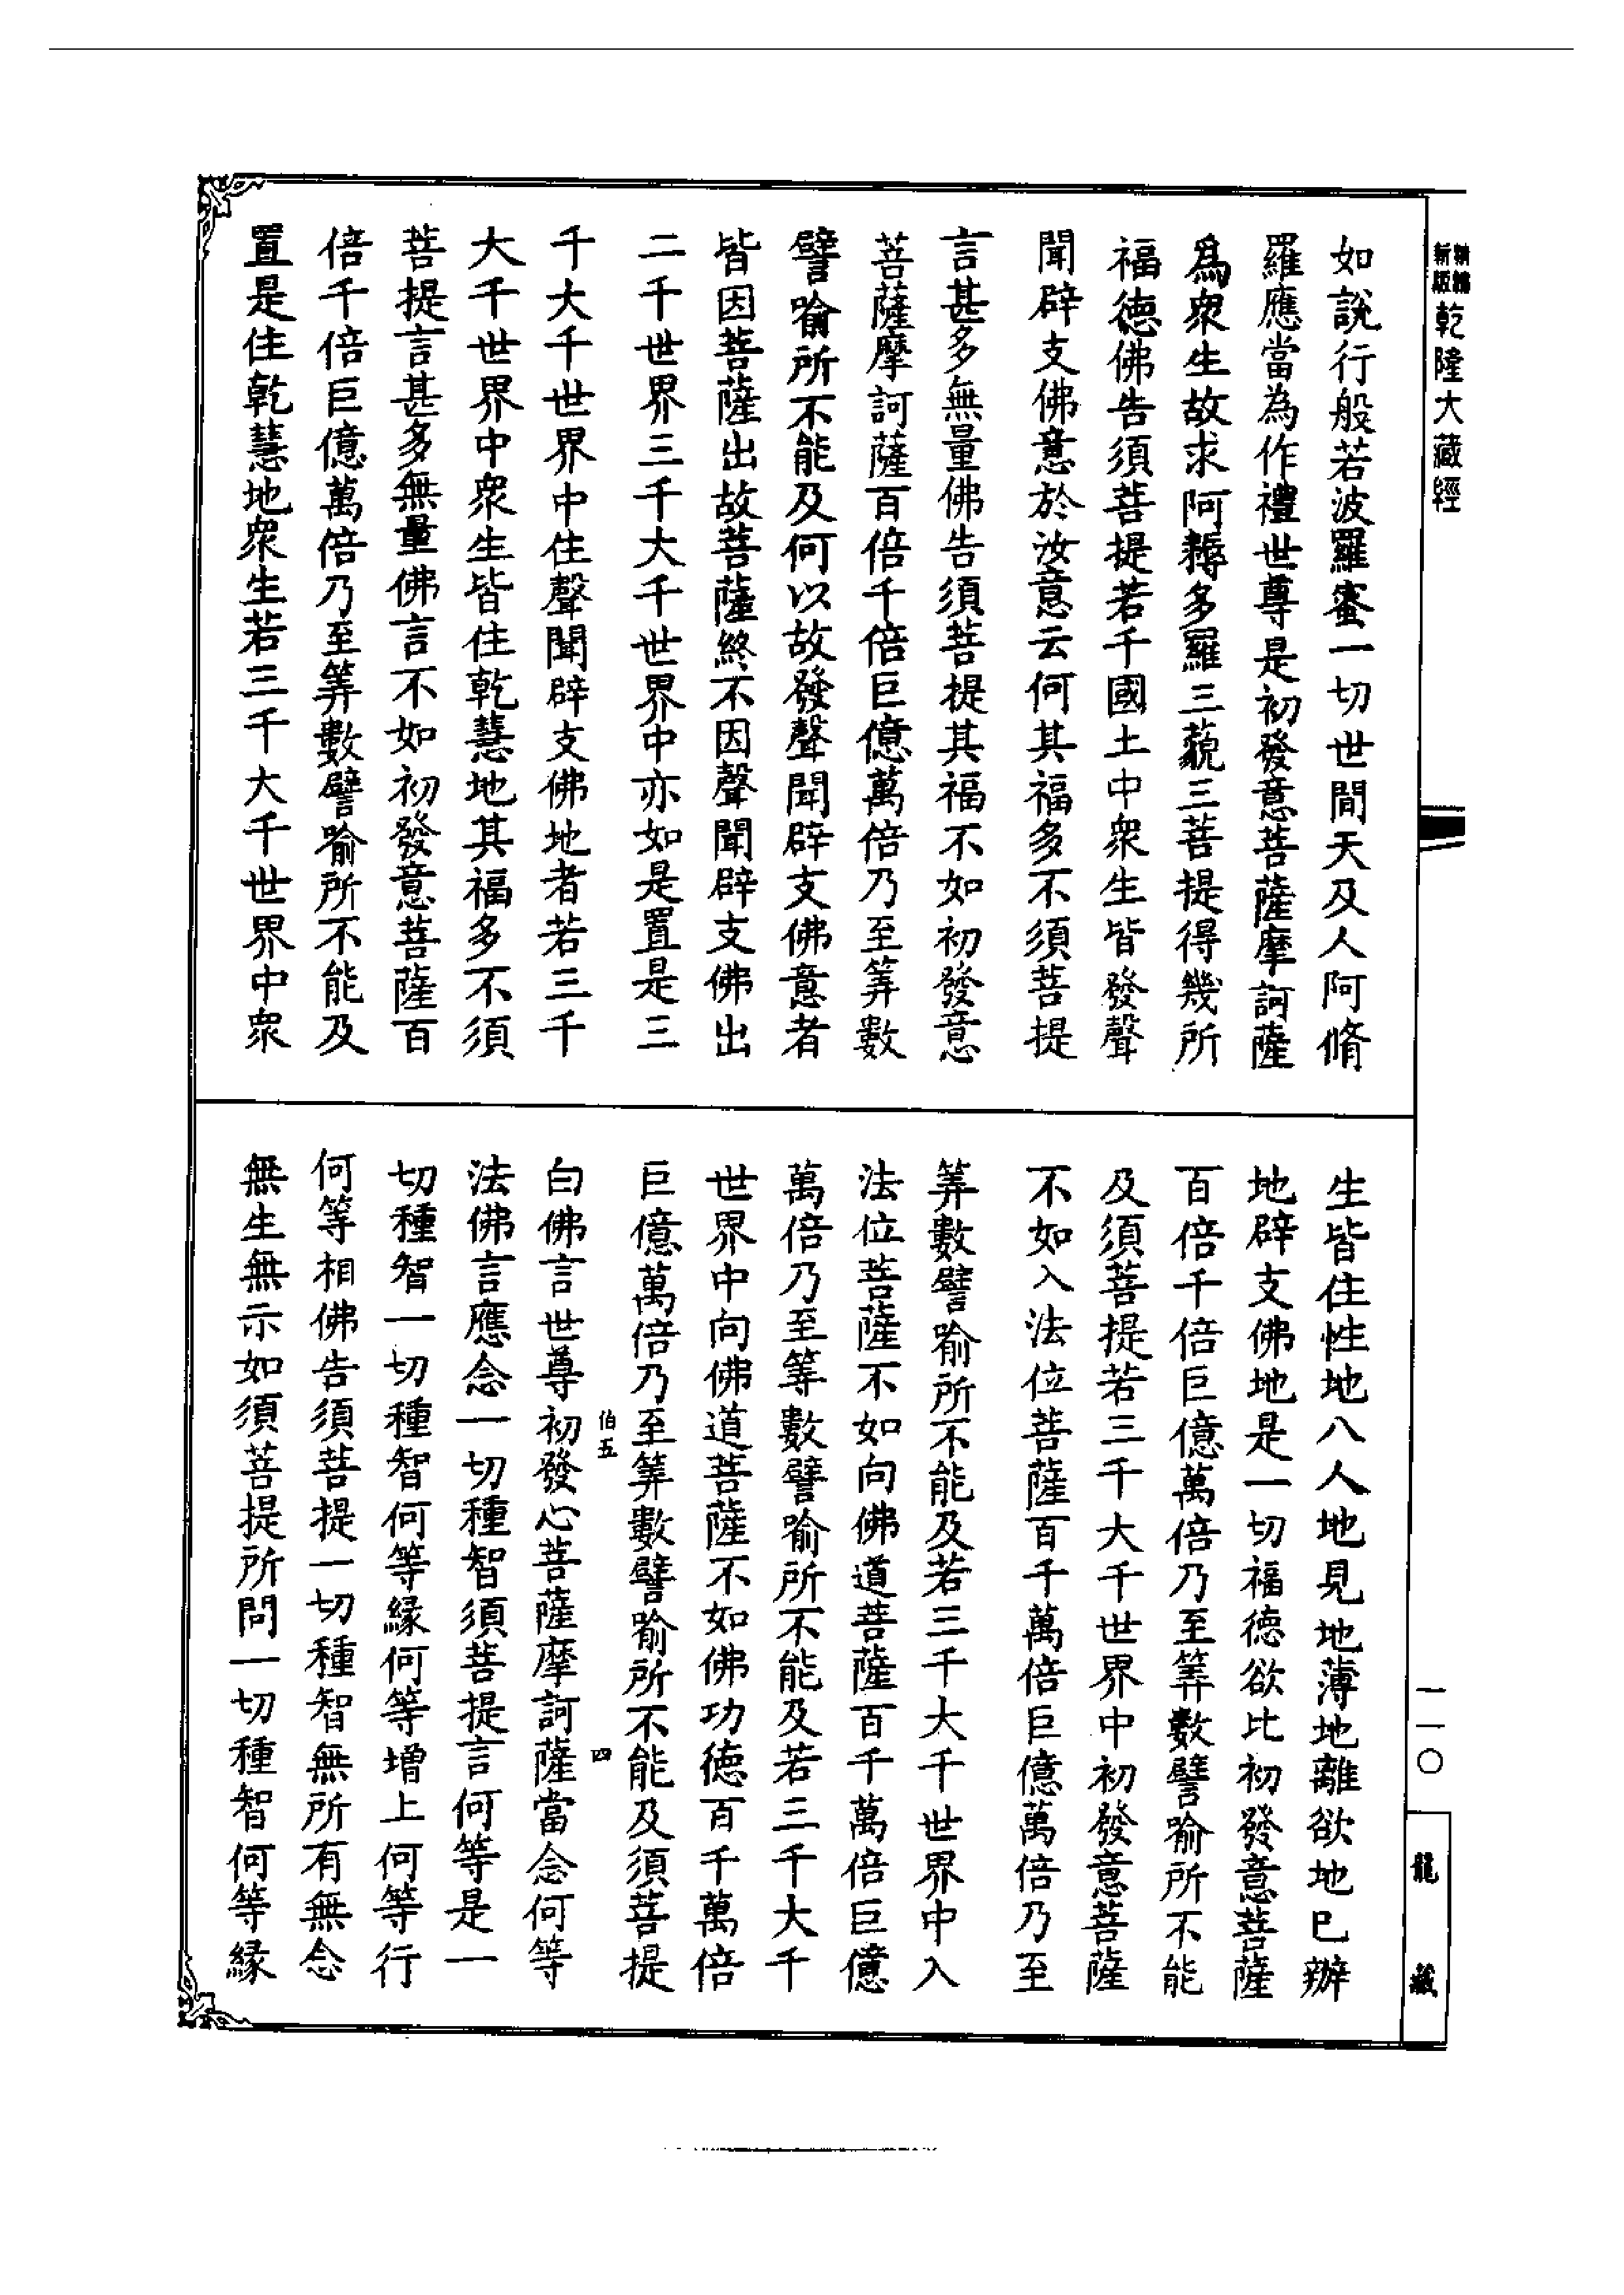 新編
新版
乾隆大藏經
如說行般若波羅蜜一切世間天及人阿脩
羅應當為作禮世尊是初發意菩薩摩訶薩
爲衆生故求阿耨多羅三藐三菩提得幾所
福德佛告須菩提若千國土中衆生皆發聲
聞辟支佛意於汝意云何其福多不須菩提
言甚多無量佛告須菩提其福不如初發意
菩薩摩訶薩百倍千倍巨億萬倍乃至筭數
譬喻所不能及何以故發聲聞辟支佛意者
皆因菩薩出故菩薩終不因聲聞辟支佛出
二千世界三千大千世界中亦如是置是三
千大千世界中住聲聞辟支佛地者若三千
大千世界中衆生皆住乾慧地其福多不須
菩提言甚多無量佛言不如初發意菩薩百
倍千倍巨億萬倍乃至筭數譬喻所不能及
置是住乾慧地衆生若三千大千世界中衆
生皆住性地八人地見地薄地離欲地巳辦
地辟支佛地是一切福德欲比初發意菩薩
百倍千倍巨億萬倍乃至筭數譬喻所不能
及須菩提若三千大千世界中初發意菩薩
不如入法位菩薩百千萬倍巨億萬倍乃至
筭數譬喻所不能及若三千大千世界中入
法位菩薩不如向佛道菩薩百千萬倍巨億
萬倍乃至等數譬喻所不能及若三千大千
世界中向佛道菩薩不如佛功德百千萬倍
巨億萬倍乃至筭數譬喻所不能及須菩提
伯五
四
白佛言世尊初發心菩薩摩訶薩當念何等
法佛言應念一切種智須菩提言何等是一
切種智一切種智何等緣何等增上何等行
何等相佛告須菩提一切種智無所有無念
無生無示如須菩提所問一切種智何等緣
一一〇
龍藏